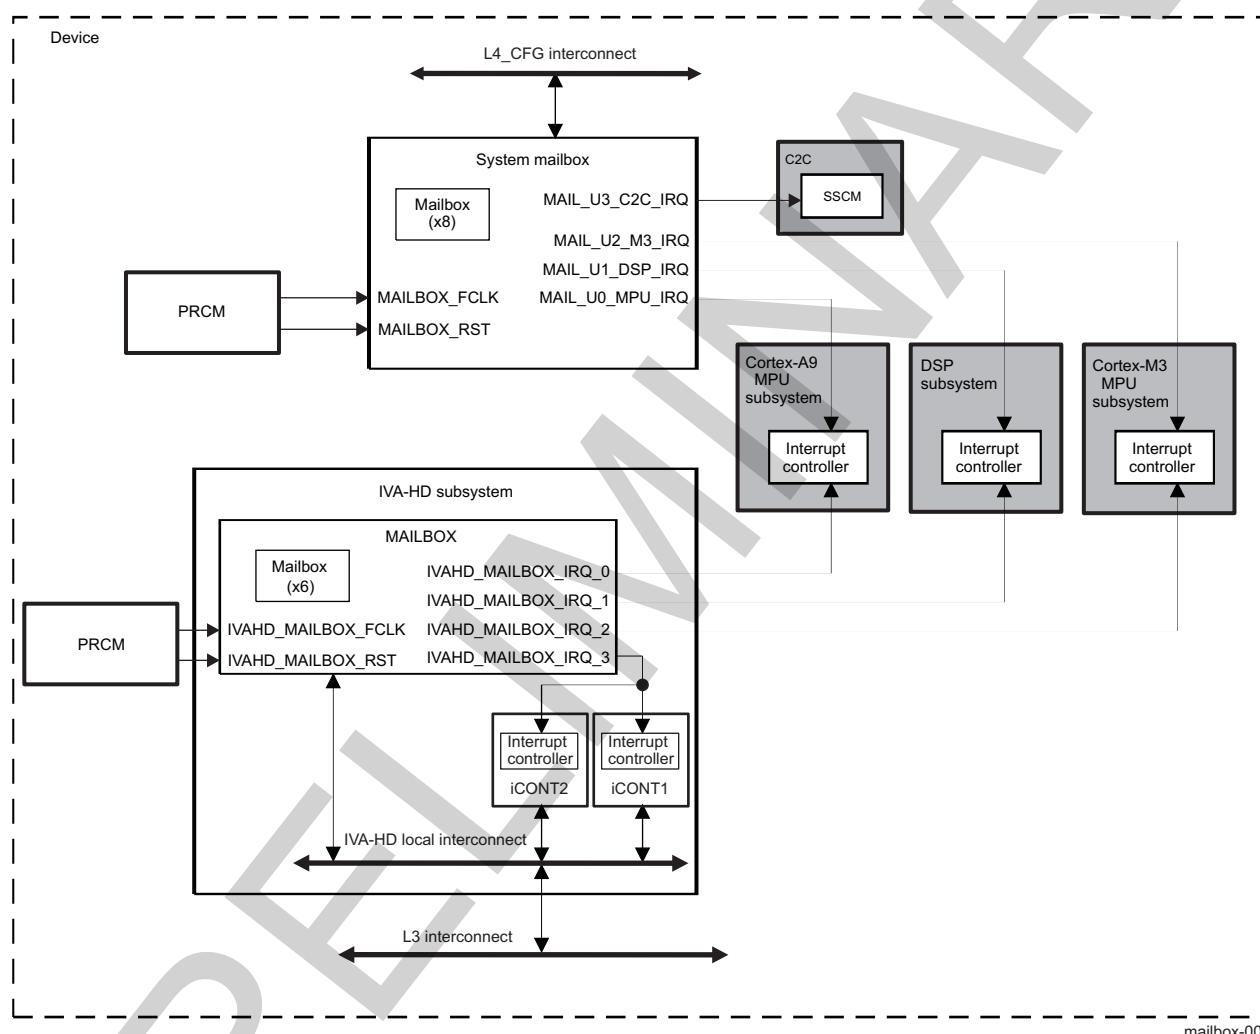 Device
L4_CFG interconnect
System mailbox
Mailbox
(x8)
MAIL_U3_C2C_IRQ
MAIL_U2_M3_IRQ
MAIL_U1_DSP_IRQ
MAILBOX_FCLK
MAIL_U0_MPU_IRQ
MAILBOX_RST
C2C
SSCM
PRCM
Cortex-A9
MPU
subsystem
Interrupt
controller
DSP
subsystem
Interrupt
controller
Cortex-M3
MPU
subsystem
Interrupt
controller
IVA-HD subsystem
MAILBOX
Mailbox
(x6)
IVAHD_MAILBOX_IRQ_0
IVAHD_MAILBOX_IRQ_1
IVAHD_MAILBOX_FCLK
IVAHD_MAILBOX_IRQ_2
IVAHD_MAILBOX_RST
IVAHD_MAILBOX_IRQ_3
PRCM
Interrupt
controller
iCONT2
Interrupt
controller
iCONT1
IVA-HD local interconnect
L3 interconnect